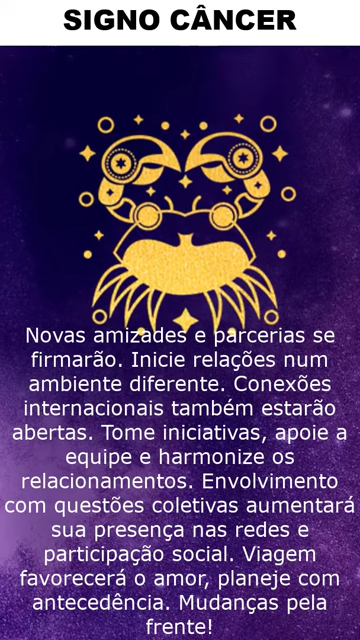 SIGNO CÂNCER
Novas amizades e parcerias se
firmarão. Inicie relações num
ambiente diferente. Conexões
internacionais também estarão
abertas. Tome iniciativas, apoie a
equipe e harmonize os
relacionamentos. Envolvimento
com questões coletivas aumentará
sua presença nas redes e
participação social. Viagem
favorecerá o amor, planeje com
antecedência. Mudanças pela
frente!